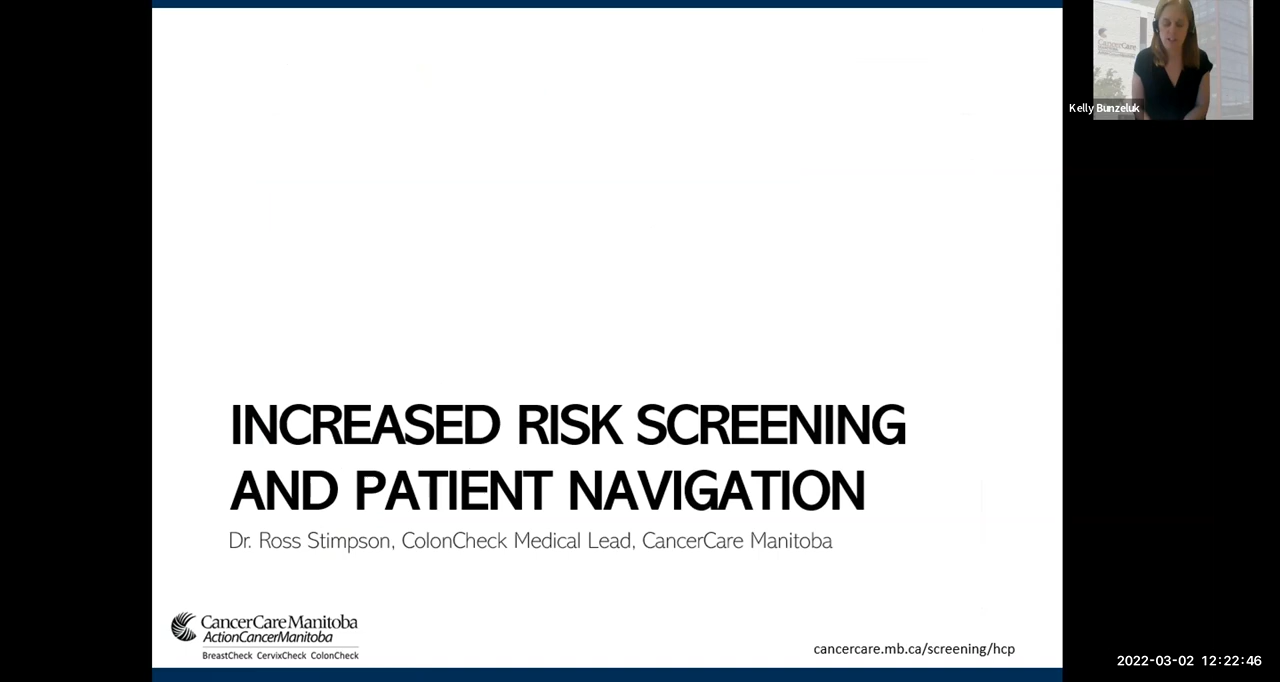 INCREASED RISK SCREENING
AND PATIENT NAVIGATION
Dr. Ross Stimpson, ColonCheck Medical Lead, CancerCare Manitoba
CancerCare Manitoba
ActionCancerManitoba
BreastCheck CervixCheck ColonCheck
cancercare.mb.ca/screening/hcp
CancerCare
Kelly Bunzeluk
2022-03-02 12:22:46